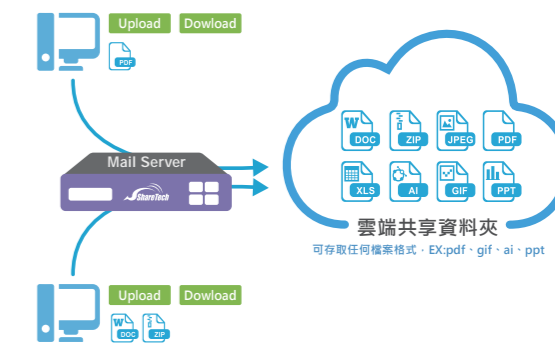 Upload Dowload
PDF
Mail Server
ShareTech
W DOC ZIP JPEG PDF
XLS AI GIF PPT
雲端共享資料夾
可存取任何檔案格式，EX:pdf、gif、ai、ppt
Upload Dowload
W DOC ZIP